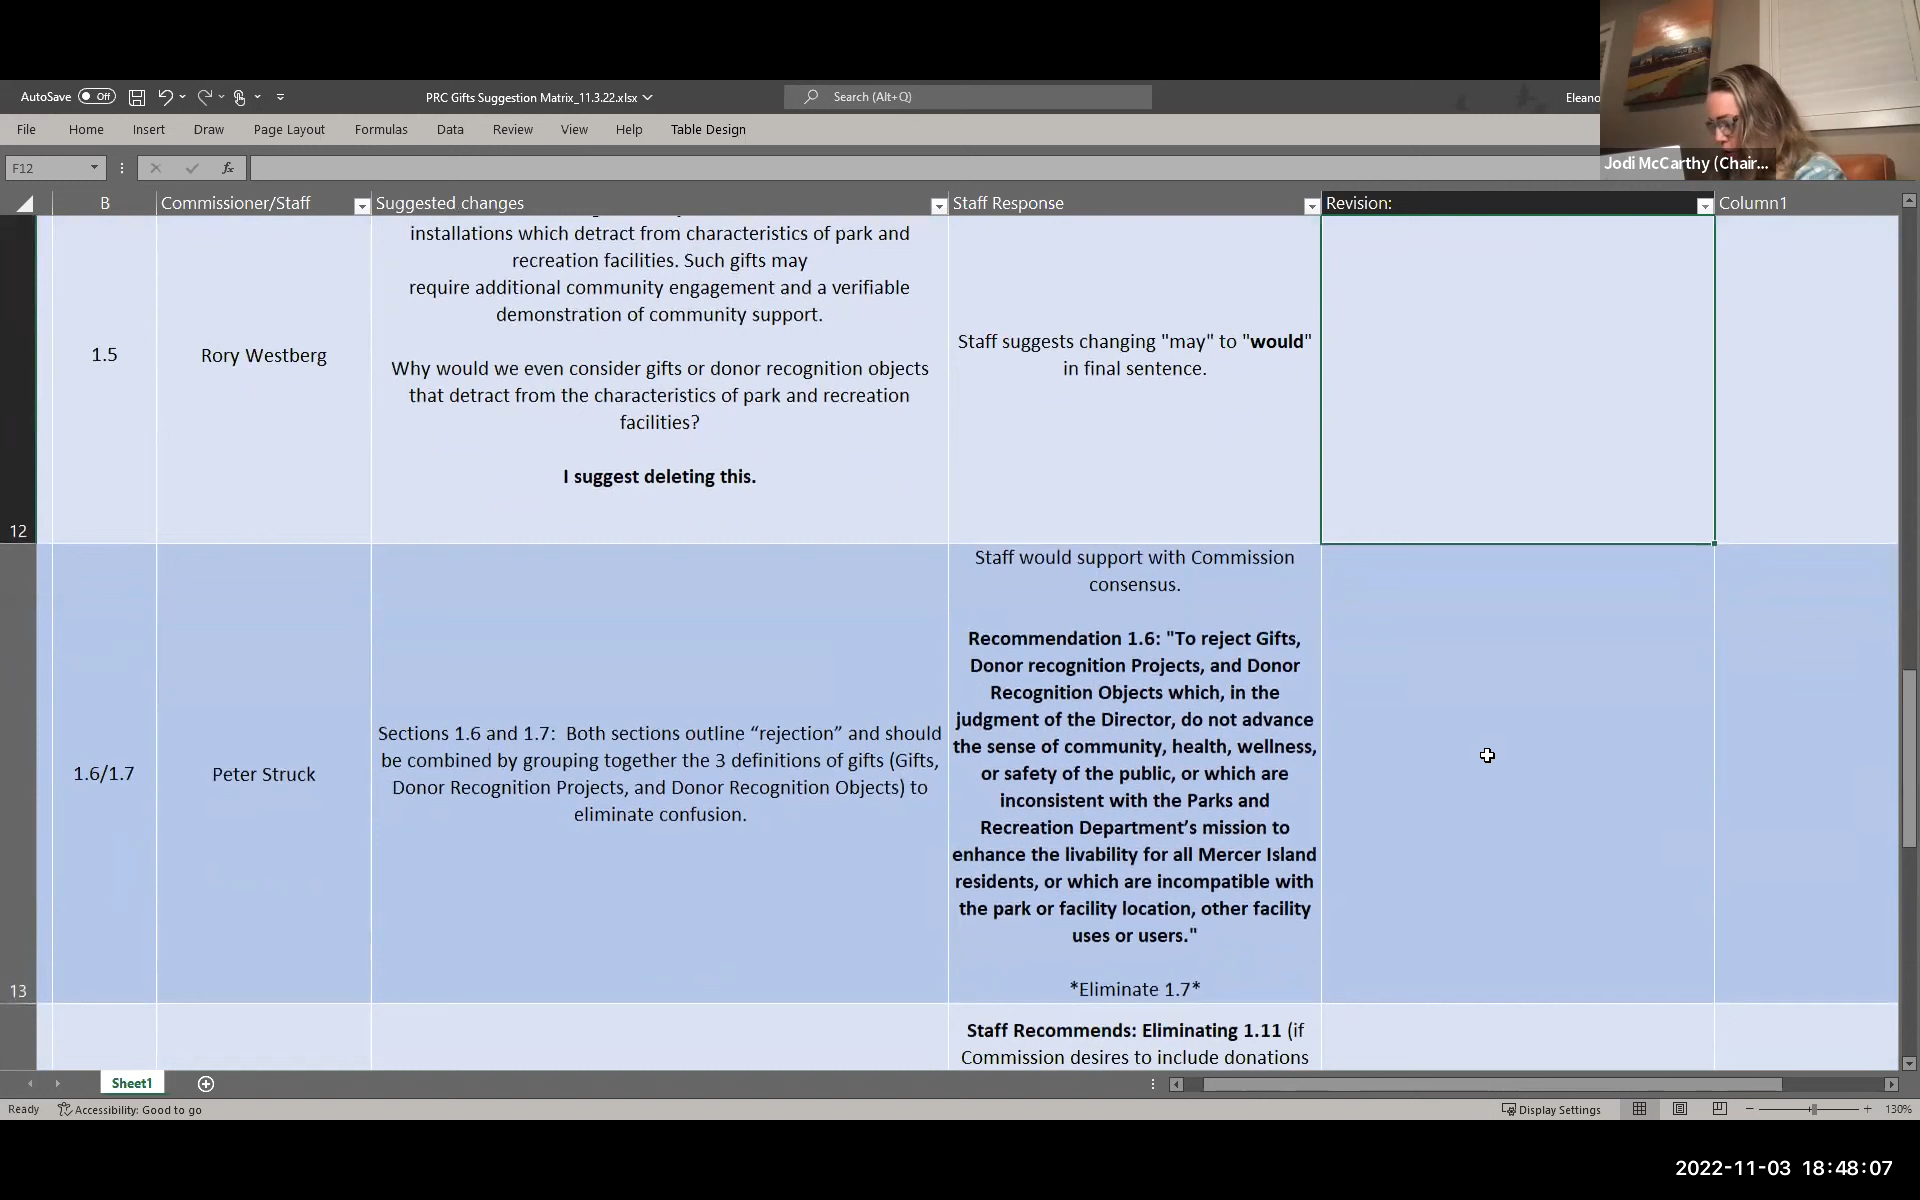 AutoSave Off
PRC Gifts Suggestion Matrix_11.3.22.xlsx
Search (Alt+Q)
Eleano
File Home Insert Draw Page Layout Formulas Data Review View Help Table Design
F12
fx
Jodi McCarthy (Chair...
B Commissioner/Staff Suggested changes Staff Response Revision: Column1
12
1.5
Rory Westberg
installations which detract from characteristics of park and
recreation facilities. Such gifts may
require additional community engagement and a verifiable
demonstration of community support.
Why would we even consider gifts or donor recognition objects
that detract from the characteristics of park and recreation
facilities?
I suggest deleting this.
Staff suggests changing "may" to "would"
in final sentence.
13
1.6/1.7
Peter Struck
Sections 1.6 and 1.7:  Both sections outline “rejection” and should
be combined by grouping together the 3 definitions of gifts (Gifts,
Donor Recognition Projects, and Donor Recognition Objects) to
eliminate confusion.
Staff would support with Commission
consensus.
Recommendation 1.6: "To reject Gifts,
Donor recognition Projects, and Donor
Recognition Objects which, in the
judgment of the Director, do not advance
the sense of community, health, wellness,
or safety of the public, or which are
inconsistent with the Parks and
Recreation Department’s mission to
enhance the livability for all Mercer Island
residents, or which are incompatible with
the park or facility location, other facility
uses or users."
*Eliminate 1.7*
Staff Recommends: Eliminating 1.11 (if
Commission desires to include donations
Sheet1
Ready Accessibility: Good to go
Display Settings
130%
2022-11-03 18:48:07